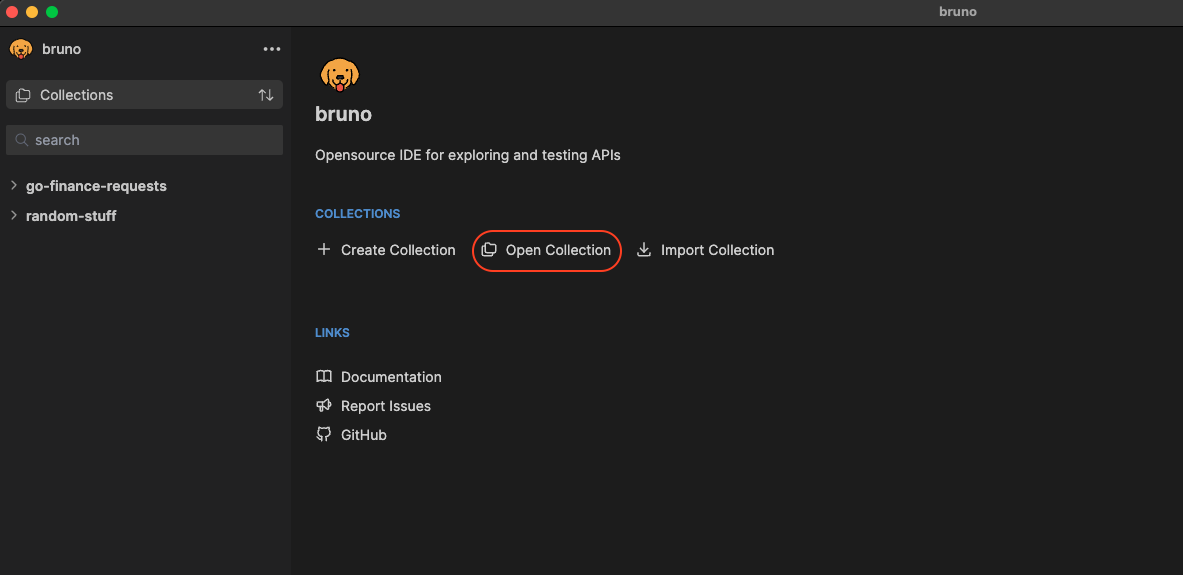 bruno
bruno
Collections
search
go-finance-requests
random-stuff
bruno
Opensource IDE for exploring and testing APIs
COLLECTIONS
Create Collection Open Collection Import Collection
LINKS
Documentation
Report Issues
GitHub